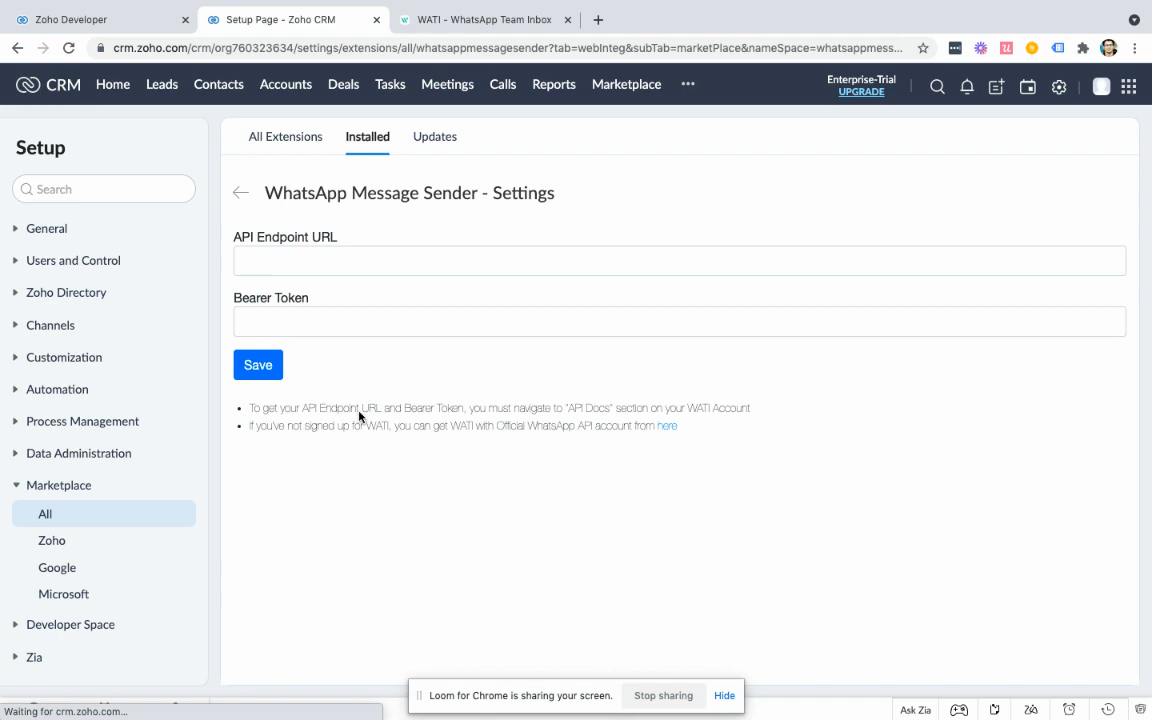 Zoho Developer
Setup Page - Zoho CRM
WATI - WhatsApp Team Inbox
crm.zoho.com/crm/org760323634/settings/extensions/all/whatsappmessagesender?tab=webInteg&subTab=marketPlace&nameSpace=whatsappmess...
CRM
Home
Leads
Contacts
Accounts
Deals
Tasks
Meetings
Calls
Reports
Marketplace
Enterprise-Trial
UPGRADE
Setup
Search
General
Users and Control
Zoho Directory
Channels
Customization
Automation
Process Management
Data Administration
Marketplace
All
Zoho
Google
Microsoft
Developer Space
Zia
All Extensions
Installed
Updates
WhatsApp Message Sender - Settings
API Endpoint URL
Bearer Token
Save
• To get your API Endpoint URL and Bearer Token, you must navigate to "API Docs" section on your WATI Account
• If you've not signed up for WATI, you can get WATI with Official WhatsApp API account from here
Loom for Chrome is sharing your screen.
Stop sharing
Hide
Waiting for crm.zoho.com...
Ask Zia